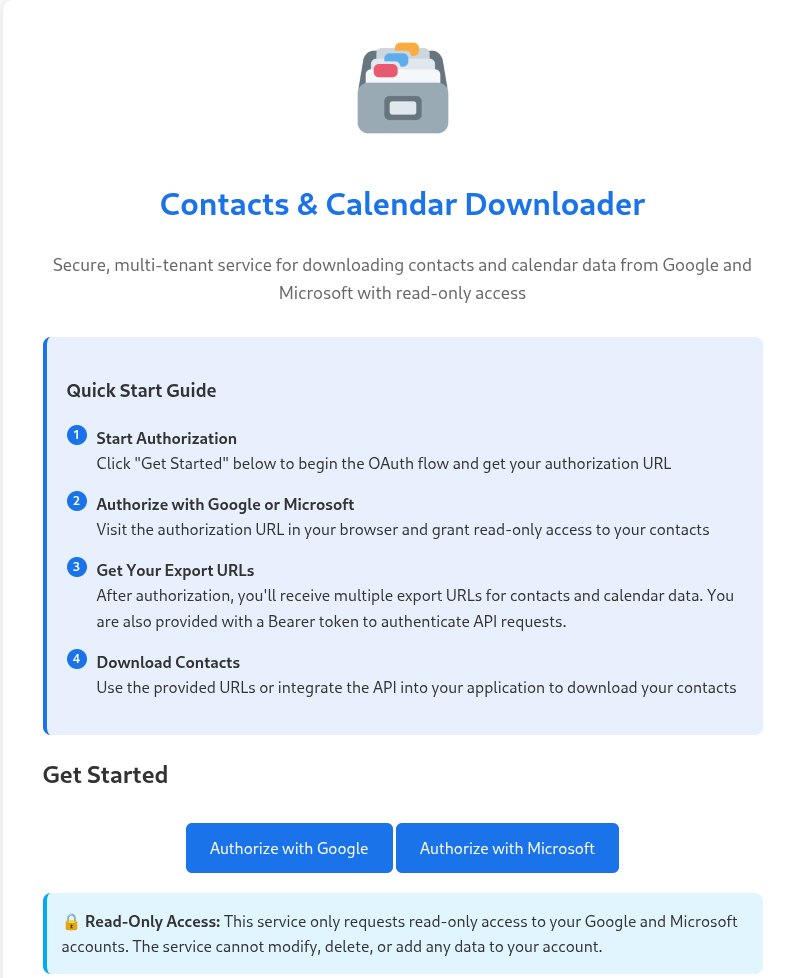 Contacts & Calendar Downloader
Secure, multi-tenant service for downloading contacts and calendar data from Google and
Microsoft with read-only access
Quick Start Guide
1 Start Authorization
Click "Get Started" below to begin the OAuth flow and get your authorization URL
2 Authorize with Google or Microsoft
Visit the authorization URL in your browser and grant read-only access to your contacts
3 Get Your Export URLs
After authorization, you'll receive multiple export URLs for contacts and calendar data. You
are also provided with a Bearer token to authenticate API requests.
4 Download Contacts
Use the provided URLs or integrate the API into your application to download your contacts
Get Started
Authorize with Google Authorize with Microsoft
🔒 Read-Only Access: This service only requests read-only access to your Google and Microsoft
accounts. The service cannot modify, delete, or add any data to your account.